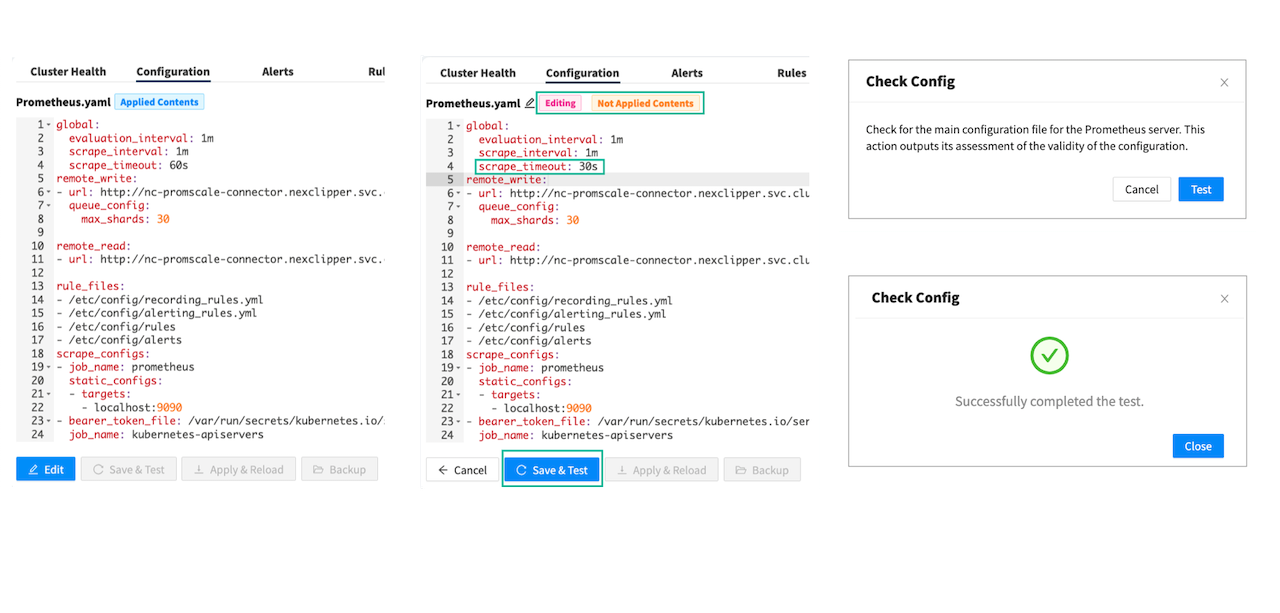 Cluster Health Configuration Alerts Rul
Prometheus.yaml Applied Contents
1 global:
2 evaluation_interval: 1m
3 scrape_interval: 1m
4 scrape_timeout: 60s
5 remote_write:
6 - url: http://nc-promscale-connector.nexclipper.svc.
7 queue_config:
8 max_shards: 30
9
10 remote_read:
11 - url: http://nc-promscale-connector.nexclipper.svc.
12
13 rule_files:
14 - /etc/config/recording_rules.yml
15 - /etc/config/alerting_rules.yml
16 - /etc/config/rules
17 - /etc/config/alerts
18 scrape_configs:
19 - job_name: prometheus
20 static_configs:
21 - targets:
22 - localhost:9090
23 - bearer_token_file: /var/run/secrets/kubernetes.io/
24 job_name: kubernetes-apiservers
Edit Save & Test Apply & Reload Backup
Cluster Health Configuration Alerts Rules
Prometheus.yaml Editing Not Applied Contents
1 global:
2 evaluation_interval: 1m
3 scrape_interval: 1m
4 scrape_timeout: 30s
5 remote_write:
6 - url: http://nc-promscale-connector.nexclipper.svc.clu
7 queue_config:
8 max_shards: 30
9
10 remote_read:
11 - url: http://nc-promscale-connector.nexclipper.svc.clu
12
13 rule_files:
14 - /etc/config/recording_rules.yml
15 - /etc/config/alerting_rules.yml
16 - /etc/config/rules
17 - /etc/config/alerts
18 scrape_configs:
19 - job_name: prometheus
20 static_configs:
21 - targets:
22 - localhost:9090
23 - bearer_token_file: /var/run/secrets/kubernetes.io/ser
24 job_name: kubernetes-apiservers
Cancel Save & Test Apply & Reload Backup
Check Config
Check for the main configuration file for the Prometheus server. This
action outputs its assessment of the validity of the configuration.
Cancel Test
Check Config
Successfully completed the test.
Close